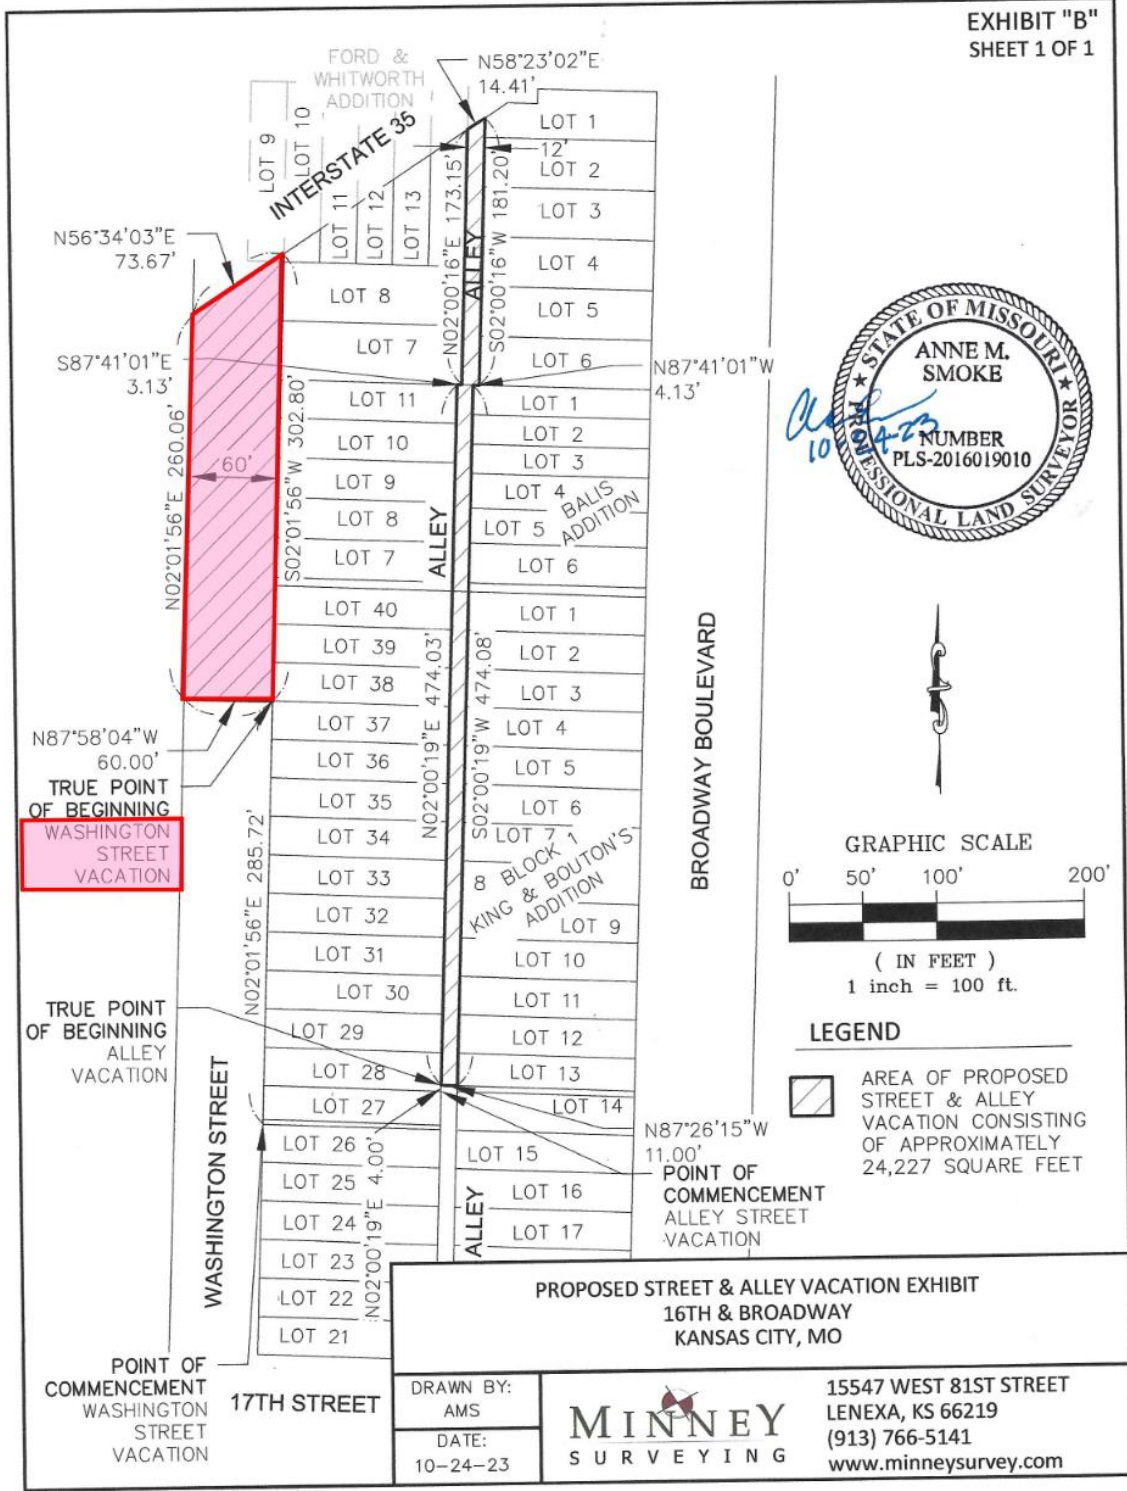 EXHIBIT "B"
SHEET 1 OF 1
FORD &
WHITWORTH
ADDITION
N58°23'02"E
14.41'
LOT 9
LOT 10
INTERSTATE 35
LOT 11
LOT 12
LOT 13
N02°00'16"E 173.15'
S02°00'16"W 181.20'
12'
ALLEY
LOT 1
LOT 2
LOT 3
LOT 4
LOT 5
LOT 6
N56°34'03"E
73.67'
LOT 8
LOT 7
S87°41'01"E
3.13'
N87°41'01"W
4.13'
N02°01'56"E 260.06'
60'
S02°01'56"W 302.80'
LOT 11
LOT 10
LOT 9
LOT 8
LOT 7
ALLEY
LOT 1
LOT 2
LOT 3
LOT 4
LOT 5
LOT 6
BALIS
ADDITION
STATE OF MISSOURI
ANNE M.
SMOKE
NUMBER
PLS-2016019010
PROFESSIONAL LAND SURVEYOR
10-24-23
LOT 40
LOT 39
LOT 38
LOT 37
LOT 36
LOT 35
LOT 34
LOT 33
LOT 32
LOT 31
LOT 30
LOT 29
LOT 28
LOT 27
LOT 26
LOT 25
LOT 24
LOT 23
LOT 22
LOT 21
N02°00'19"E 474.03'
S02°00'19"W 474.08'
LOT 1
LOT 2
LOT 3
LOT 4
LOT 5
LOT 6
LOT 7
8
BLOCK 1
KING & BOUTON'S
ADDITION
LOT 9
LOT 10
LOT 11
LOT 12
LOT 13
LOT 14
LOT 15
LOT 16
LOT 17
BROADWAY BOULEVARD
N87°58'04"W
60.00'
TRUE POINT
OF BEGINNING
WASHINGTON
STREET
VACATION
N02°01'56"E 285.72'
TRUE POINT
OF BEGINNING
ALLEY
VACATION
WASHINGTON STREET
N02°00'19"E 4.00'
ALLEY
N87°26'15"W
11.00'
POINT OF
COMMENCEMENT
ALLEY STREET
VACATION
GRAPHIC SCALE
0' 50' 100' 200'
( IN FEET )
1 inch = 100 ft.
LEGEND
AREA OF PROPOSED
STREET & ALLEY
VACATION CONSISTING
OF APPROXIMATELY
24,227 SQUARE FEET
POINT OF
COMMENCEMENT
WASHINGTON
STREET
VACATION
17TH STREET
PROPOSED STREET & ALLEY VACATION EXHIBIT
16TH & BROADWAY
KANSAS CITY, MO
DRAWN BY:
AMS
DATE:
10-24-23
MINNEY
SURVEYING
15547 WEST 81ST STREET
LENEXA, KS 66219
(913) 766-5141
www.minneysurvey.com